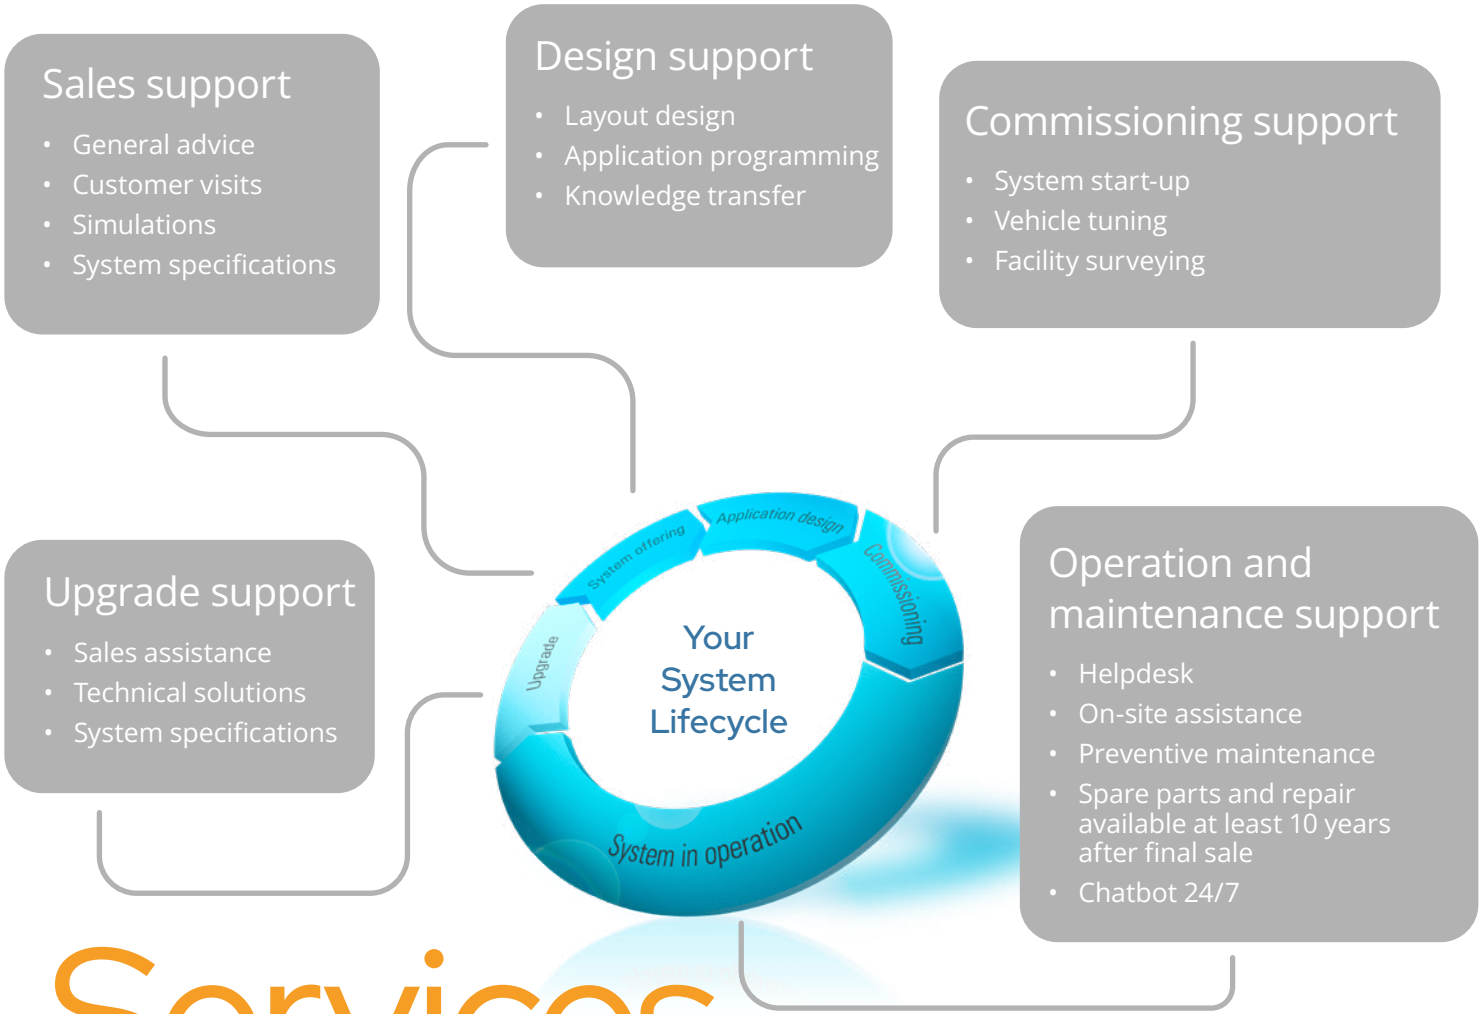 Sales support
• General advice
• Customer visits
• Simulations
• System specifications
Design support
• Layout design
• Application programming
• Knowledge transfer
Commissioning support
• System start-up
• Vehicle tuning
• Facility surveying
Upgrade support
• Sales assistance
• Technical solutions
• System specifications
System offering
Application design
Commissioning
Upgrade
System in operation
Your
System
Lifecycle
Operation and
maintenance support
• Helpdesk
• On-site assistance
• Preventive maintenance
• Spare parts and repair
available at least 10 years
after final sale
• Chatbot 24/7
Services